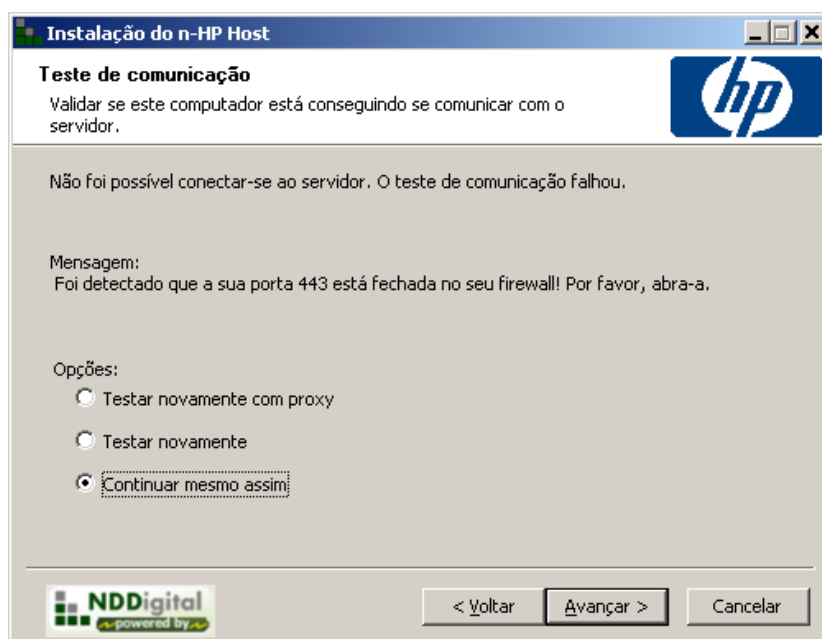 Instalação do n-HP Host
Teste de comunicação
Validar se este computador está conseguindo se comunicar com o
servidor.
hp
Não foi possível conectar-se ao servidor. O teste de comunicação falhou.
Mensagem:
Foi detectado que a sua porta 443 está fechada no seu firewall! Por favor, abra-a.
Opções:
Testar novamente com proxy
Testar novamente
Continuar mesmo assim
NDDigital
powered by
< Voltar
Avançar >
Cancelar